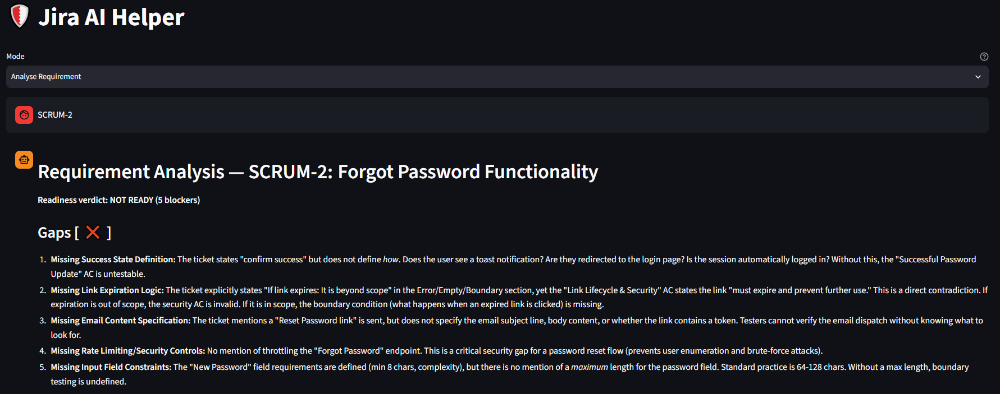 Jira AI Helper
Mode
Analyse Requirement
SCRUM-2
Requirement Analysis — SCRUM-2: Forgot Password Functionality
Readiness verdict: NOT READY (5 blockers)
Gaps [ ❌ ]
1. Missing Success State Definition: The ticket states "confirm success" but does not define how. Does the user see a toast notification? Are they redirected to the login page? Is the session automatically logged in? Without this, the "Successful Password
Update" AC is untestable.
2. Missing Link Expiration Logic: The ticket explicitly states "If link expires: It is beyond scope" in the Error/Empty/Boundary section, yet the "Link Lifecycle & Security" AC states the link "must expire and prevent further use." This is a direct contradiction. If
expiration is out of scope, the security AC is invalid. If it is in scope, the boundary condition (what happens when an expired link is clicked) is missing.
3. Missing Email Content Specification: The ticket mentions a "Reset Password link" is sent, but does not specify the email subject line, body content, or whether the link contains a token. Testers cannot verify the email dispatch without knowing what to
look for.
4. Missing Rate Limiting/Security Controls: No mention of throttling the "Forgot Password" endpoint. This is a critical security gap for a password reset flow (prevents user enumeration and brute-force attacks).
5. Missing Input Field Constraints: The "New Password" field requirements are defined (min 8 chars, complexity), but there is no mention of a maximum length for the password field. Standard practice is 64-128 chars. Without a max length, boundary
testing is undefined.